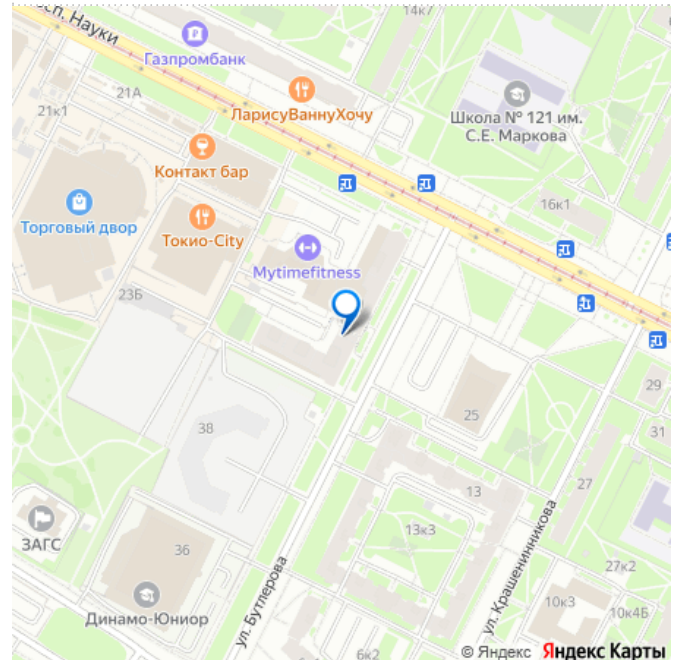 14к7
просп. Науки
Газпромбанк
21А
21к1
ЛарисуВаннуХочу
Школа № 121 им.
С.Е. Маркова
Контакт бар
16к1
Торговый двор
Токио-City
Mytimefitness
23Б
29
25
31
38
13
27
13к3
ЗАГС
36
27к2
Динамо-Юниор
ул. Бутлерова
ул. Крашенинникова
10к3
10к4Б
6к2
© Яндекс Яндекс Карты